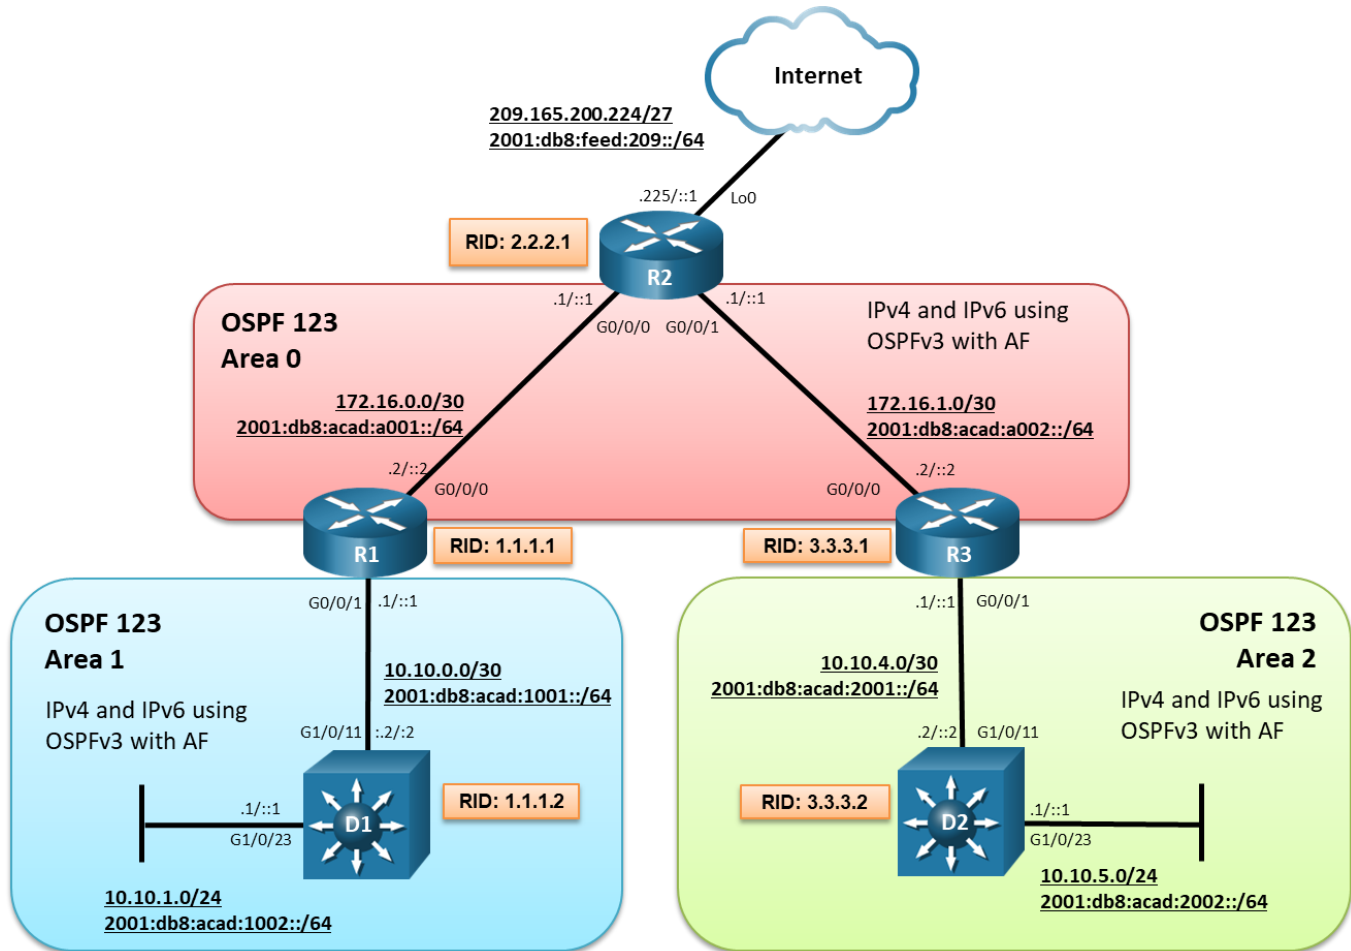 Internet
209.165.200.224/27
2001:db8:feed:209::/64
.225/::1
Lo0
RID: 2.2.2.1
R2
OSPF 123
Area 0
.1/::1
.1/::1
G0/0/0
G0/0/1
IPv4 and IPv6 using
OSPFv3 with AF
172.16.0.0/30
2001:db8:acad:a001::/64
172.16.1.0/30
2001:db8:acad:a002::/64
.2/::2
G0/0/0
.2/::2
G0/0/0
R1
RID: 1.1.1.1
RID: 3.3.3.1
R3
OSPF 123
Area 1
G0/0/1
.1/::1
10.10.0.0/30
2001:db8:acad:1001::/64
IPv4 and IPv6 using
OSPFv3 with AF
G1/0/11
:.2/:2
D1
RID: 1.1.1.2
.1/::1
G1/0/23
10.10.1.0/24
2001:db8:acad:1002::/64
.1/::1
G0/0/1
OSPF 123
Area 2
10.10.4.0/30
2001:db8:acad:2001::/64
IPv4 and IPv6 using
OSPFv3 with AF
.2/::2
G1/0/11
RID: 3.3.3.2
D2
.1/::1
G1/0/23
10.10.5.0/24
2001:db8:acad:2002::/64